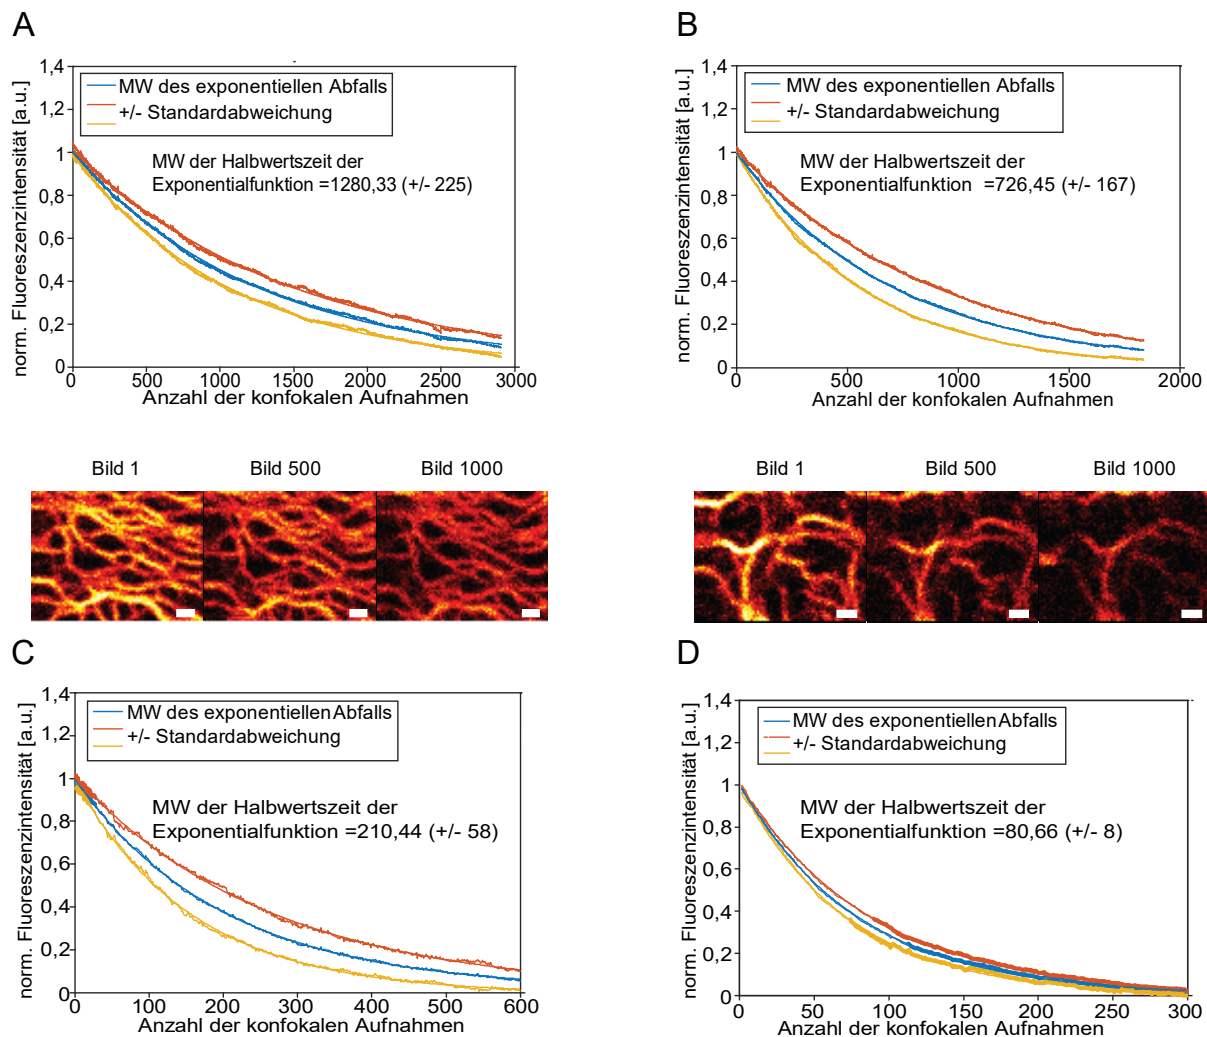 A
norm. Fluoreszenzintensität [a.u.]
1,4
1,2
1
0,8
0,6
0,4
0,2
0
MW des exponentiellen Abfalls
+/- Standardabweichung
MW der Halbwertszeit der
Exponentialfunktion =1280,33 (+/- 225)
0 500 1000 1500 2000 2500 3000
Anzahl der konfokalen Aufnahmen
Bild 1 Bild 500 Bild 1000
B
norm. Fluoreszenzintensität [a.u.]
1,4
1,2
1
0,8
0,6
0,4
0,2
0
MW des exponentiellen Abfalls
+/- Standardabweichung
MW der Halbwertszeit der
Exponentialfunktion =726,45 (+/- 167)
0 500 1000 1500 2000
Anzahl der konfokalen Aufnahmen
Bild 1 Bild 500 Bild 1000
C
norm. Fluoreszenzintensität [a.u.]
1,4
1,2
1
0,8
0,6
0,4
0,2
0
MW des exponentiellen Abfalls
+/- Standardabweichung
MW der Halbwertszeit der
Exponentialfunktion =210,44 (+/- 58)
0 100 200 300 400 500 600
Anzahl der konfokalen Aufnahmen
D
norm. Fluoreszenzintensität [a.u.]
1,4
1,2
1
0,8
0,6
0,4
0,2
0
MW des exponentiellen Abfalls
+/- Standardabweichung
MW der Halbwertszeit der
Exponentialfunktion =80,66 (+/- 8)
0 50 100 150 200 250 300
Anzahl der konfokalen Aufnahmen